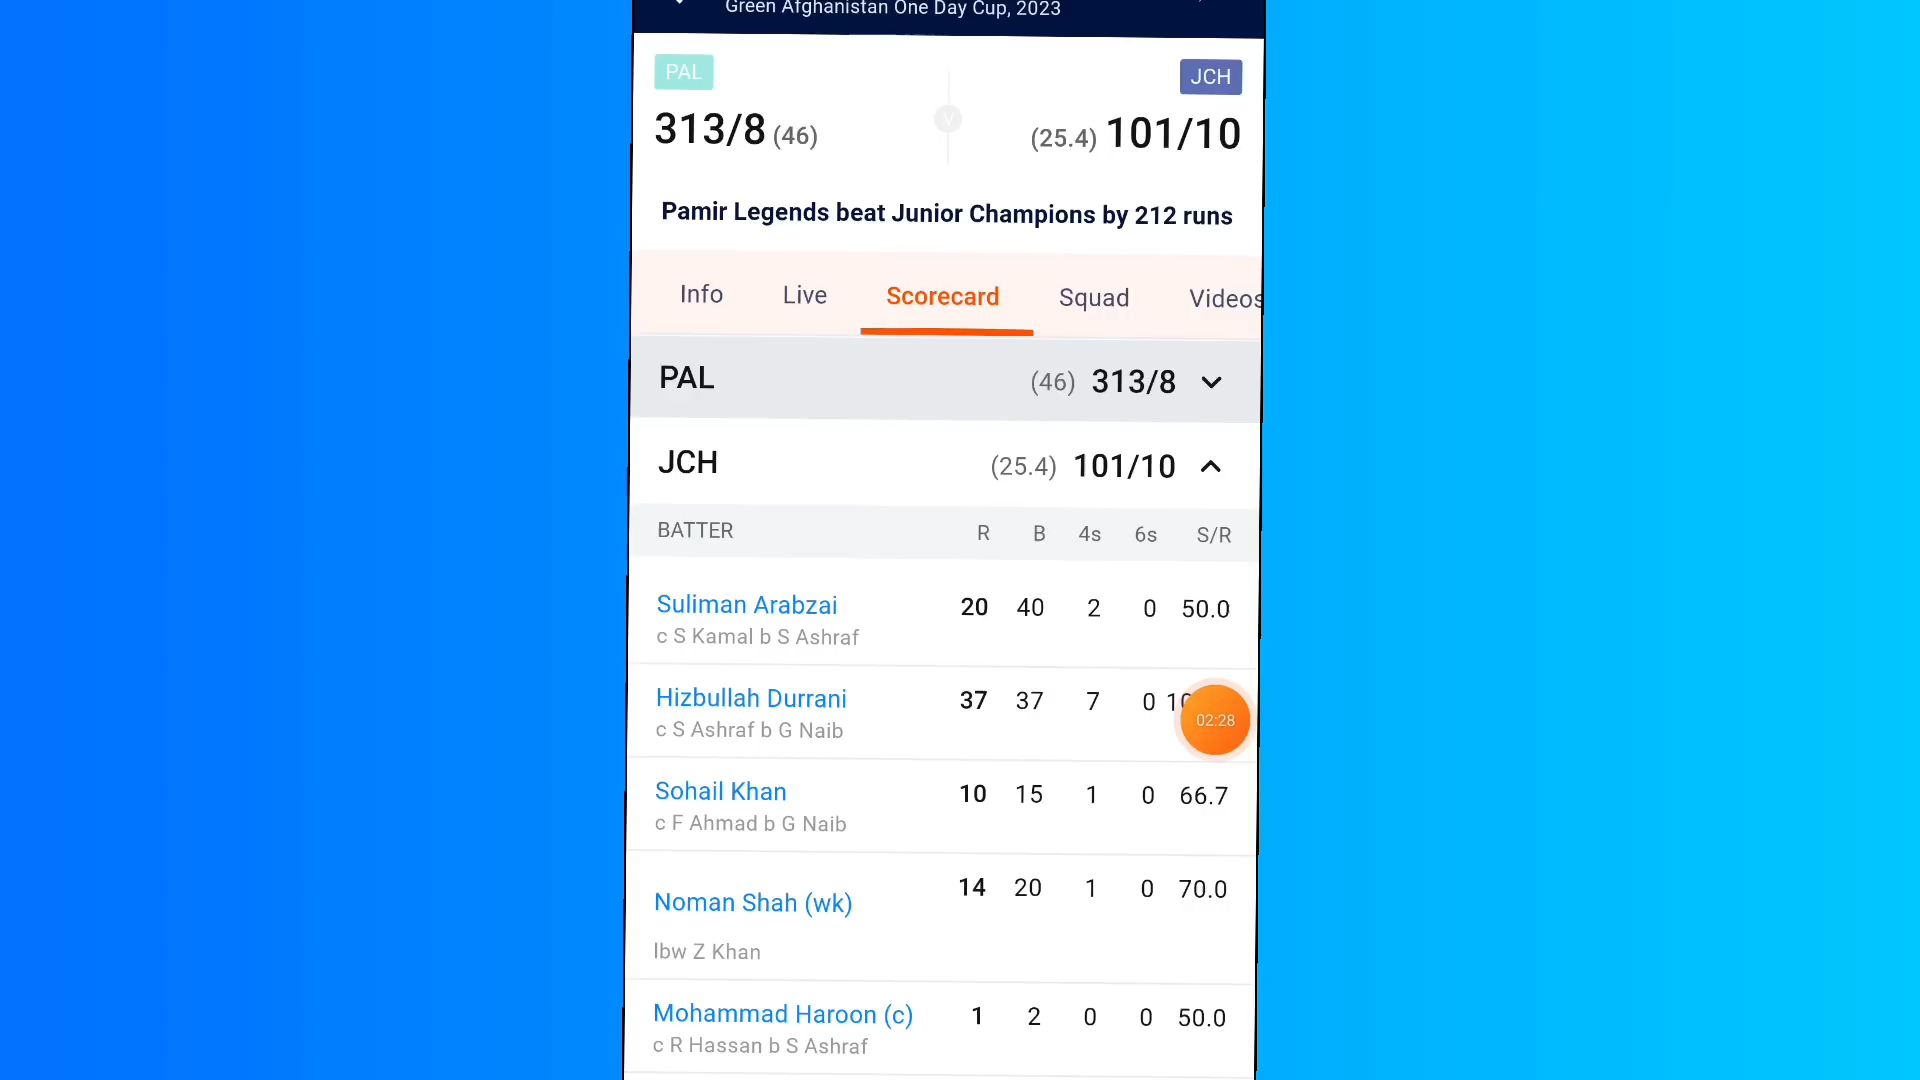 Green Afghanistan One Day Cup, 2023
PAL
JCH
313/8 (46)
V
(25.4) 101/10
Pamir Legends beat Junior Champions by 212 runs
Info Live Scorecard Squad Videos
PAL (46) 313/8
JCH (25.4) 101/10
BATTER R B 4s 6s S/R
Suliman Arabzai 20 40 2 0 50.0
c S Kamal b S Ashraf
Hizbullah Durrani 37 37 7 0
02:28
c S Ashraf b G Naib
Sohail Khan 10 15 1 0 66.7
c F Ahmad b G Naib
Noman Shah (wk) 14 20 1 0 70.0
lbw Z Khan
Mohammad Haroon (c) 1 2 0 0 50.0
c R Hassan b S Ashraf